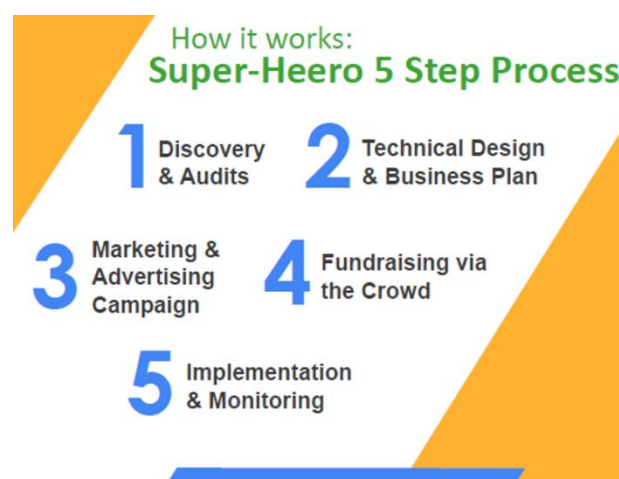 How it works:
Super-Heero 5 Step Process
1 Discovery
& Audits
2 Technical Design
& Business Plan
3 Marketing &
Advertising
Campaign
4 Fundraising via
the Crowd
5 Implementation
& Monitoring